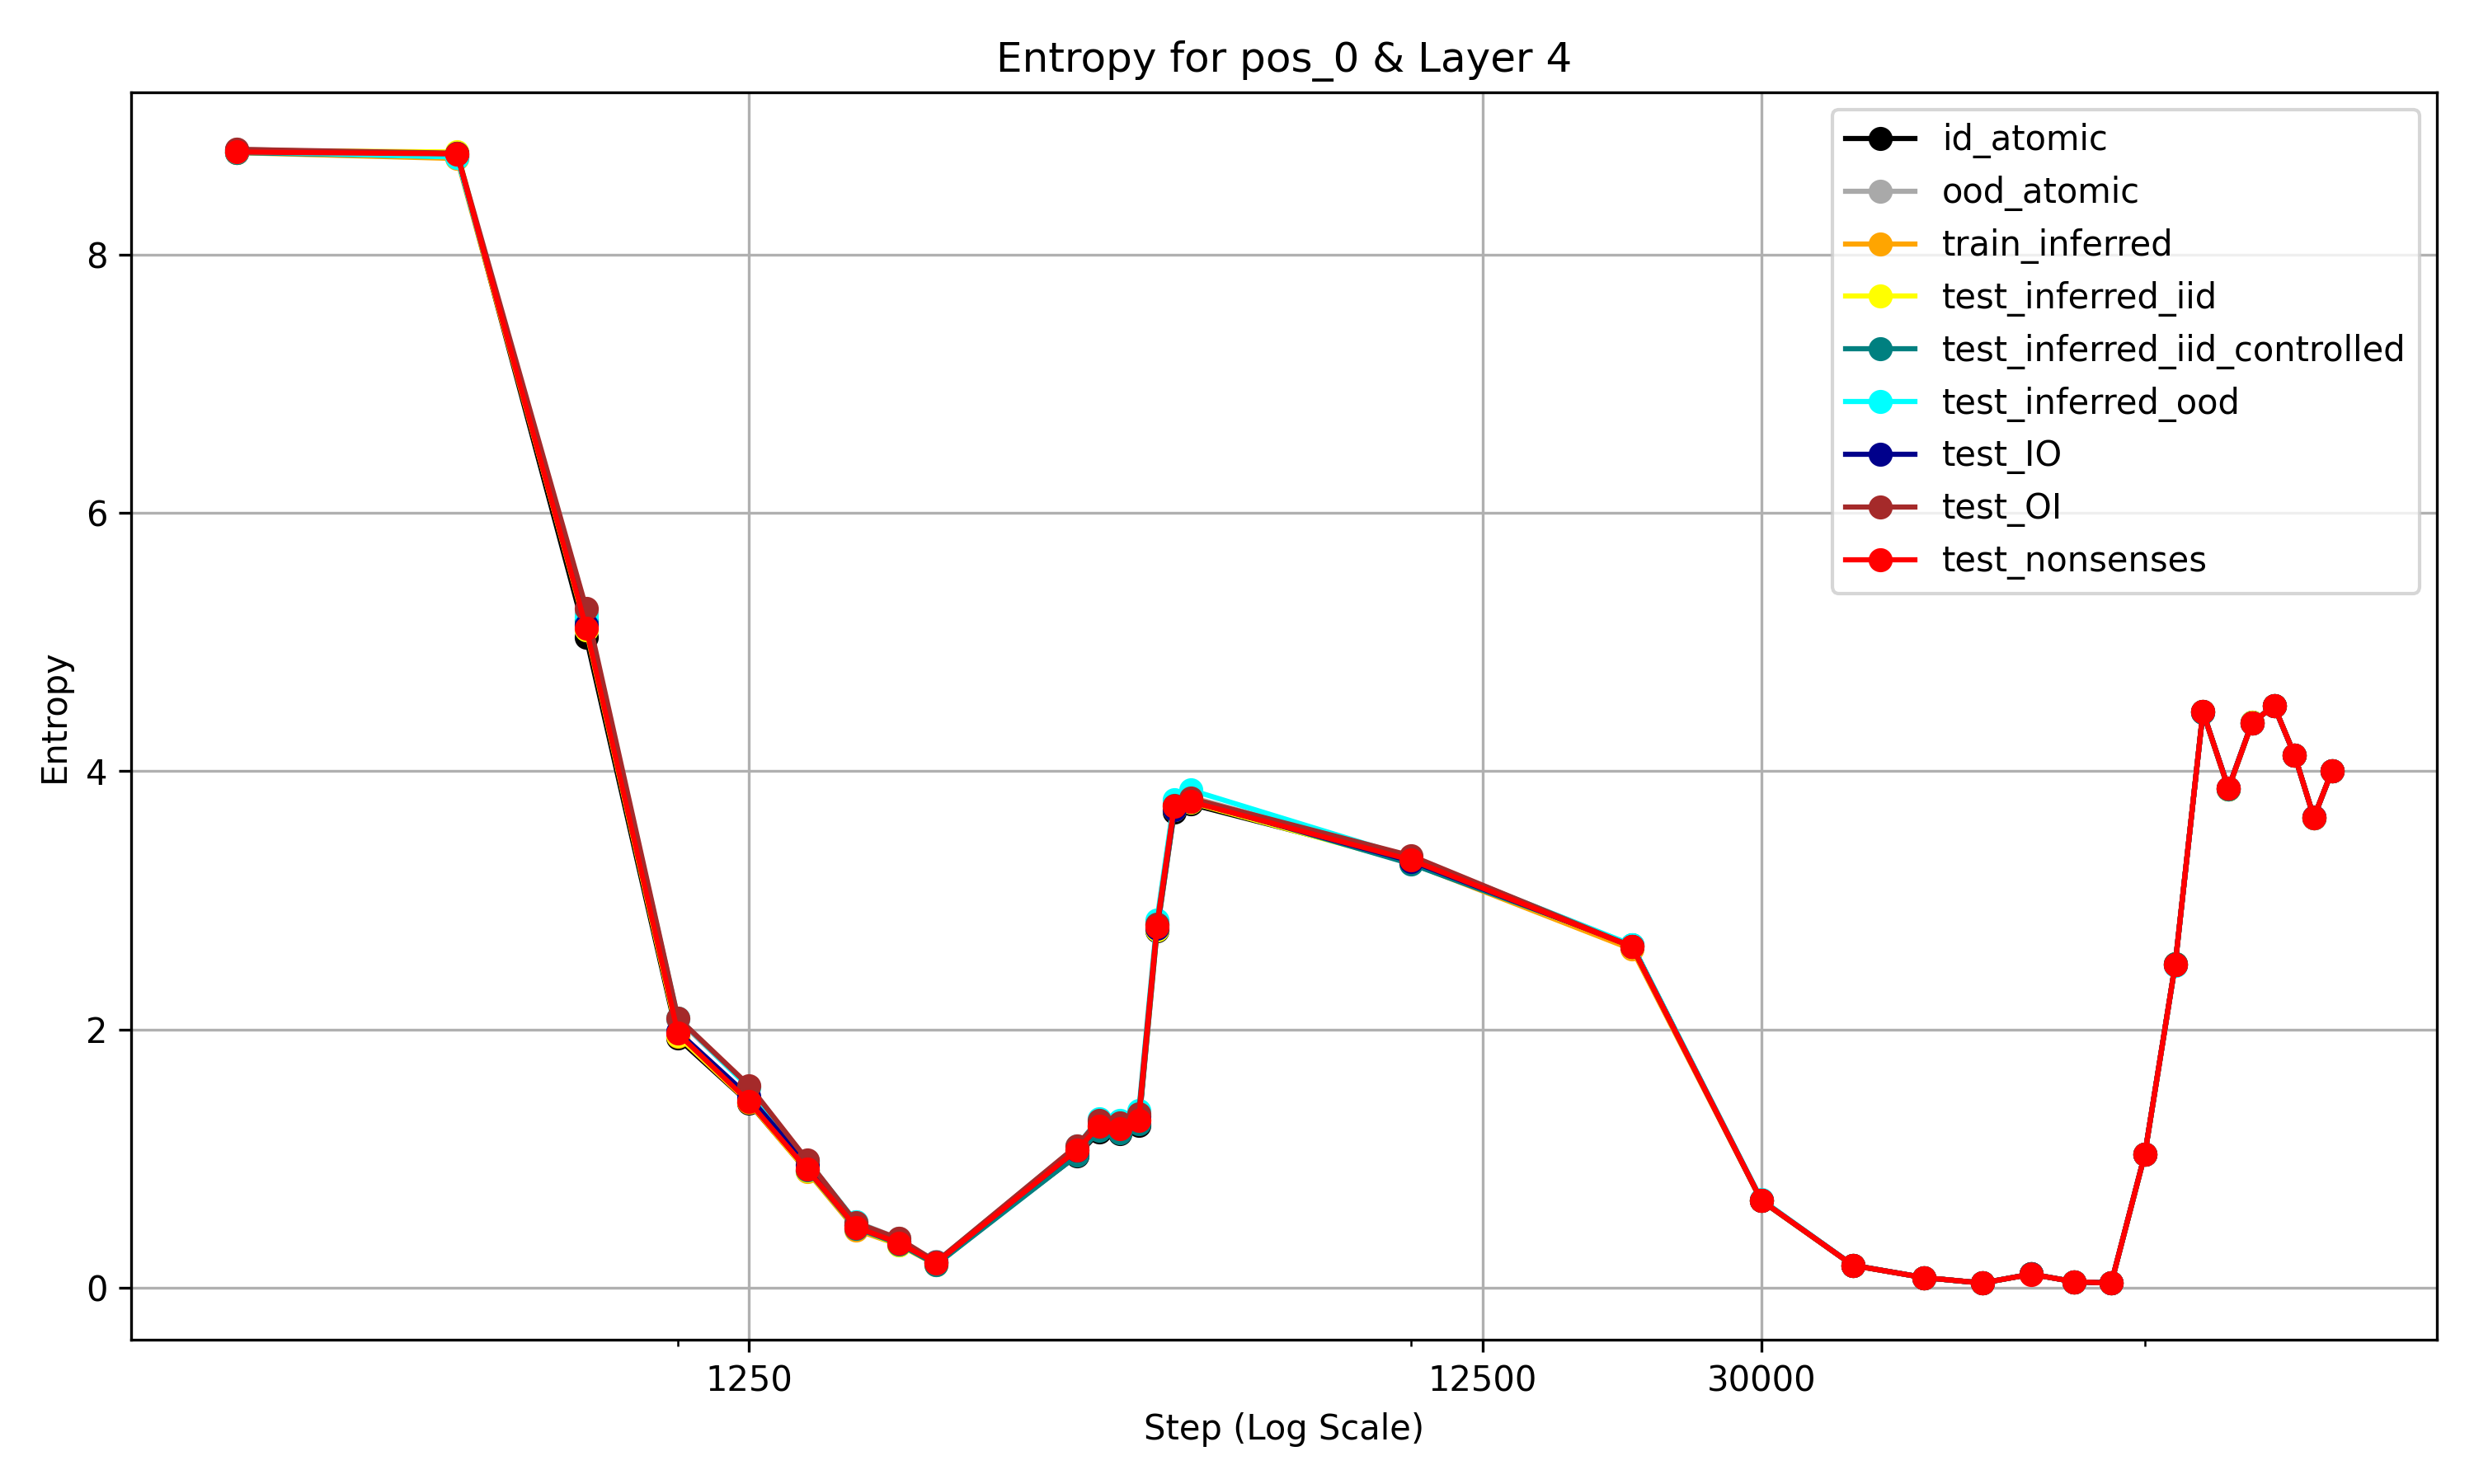 Entropy for pos_0 & Layer 4
id_atomic
ood_atomic
train_inferred
test_inferred_iid
test_inferred_iid_controlled
test_inferred_ood
test_IO
test_OI
test_nonsenses
Entropy
8
6
4
2
0
1250 12500 30000
Step (Log Scale)